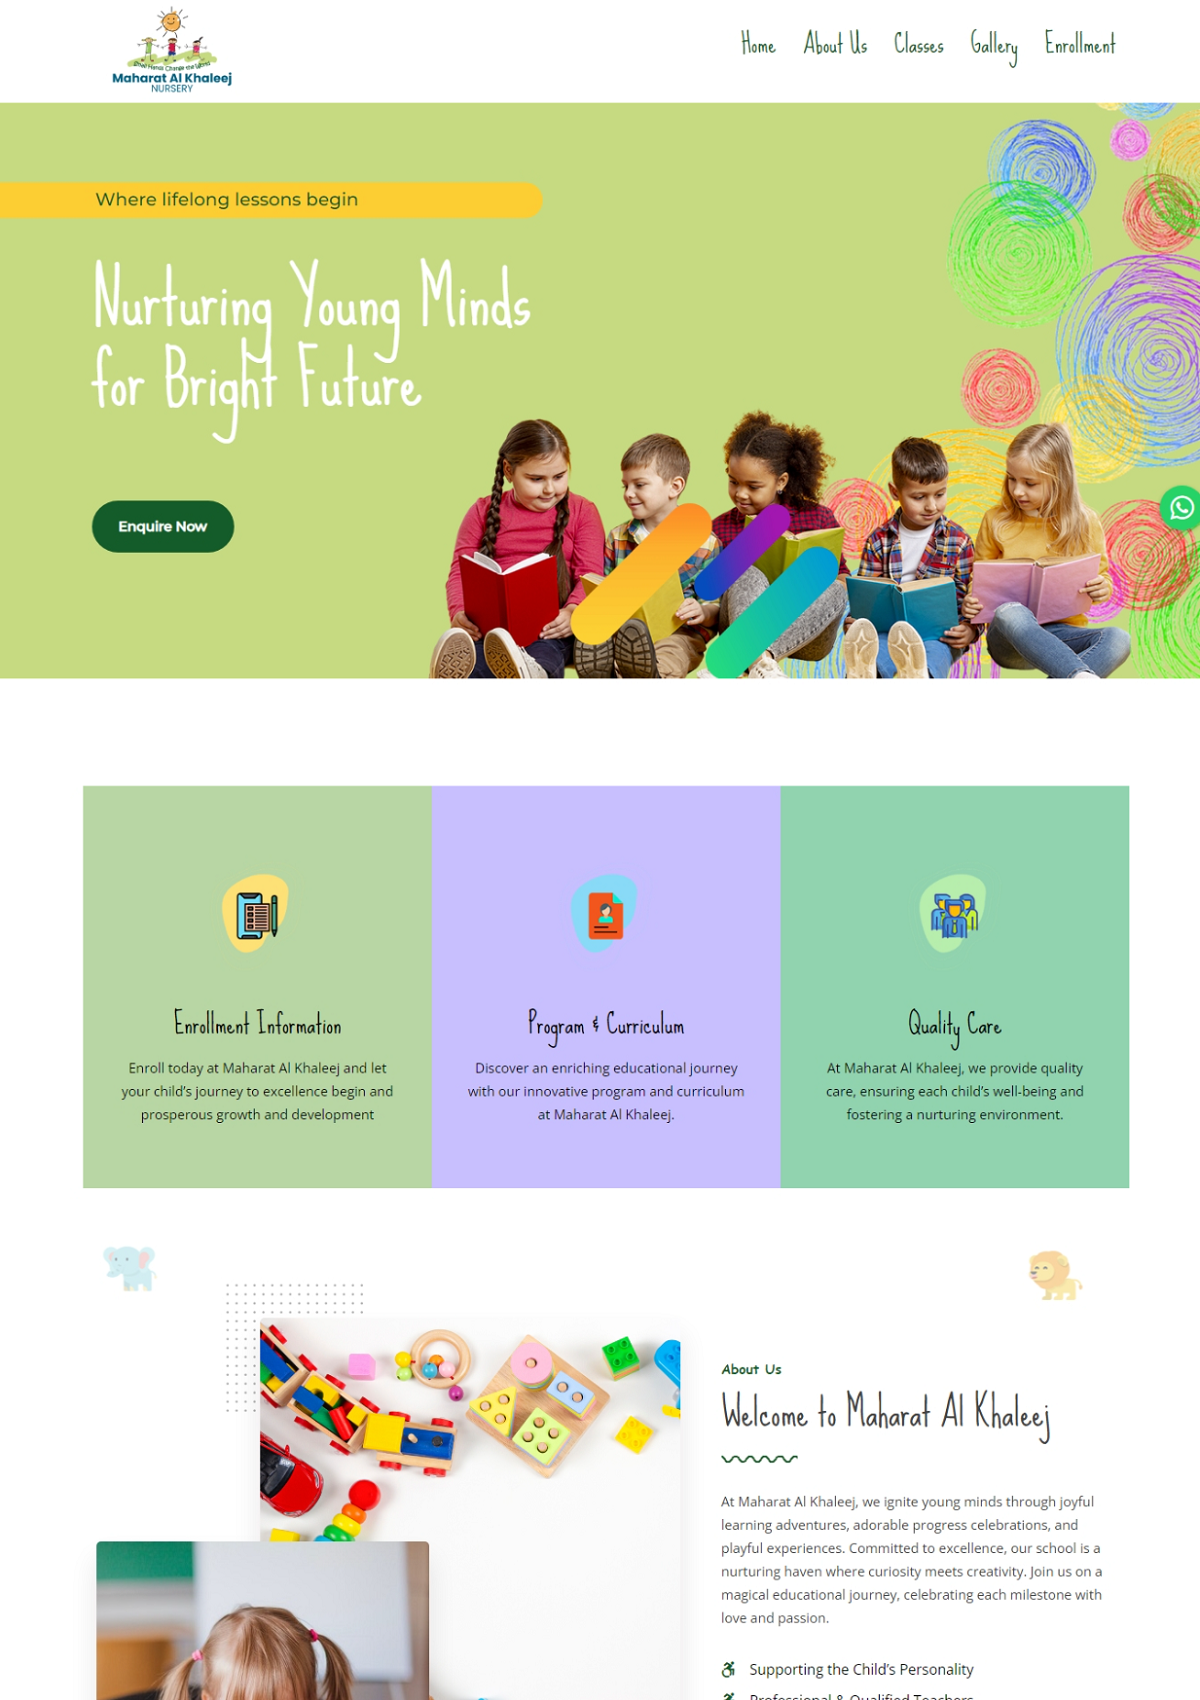 Small Hands Change the World
Maharat Al Khaleej
NURSERY
Home About Us Classes Gallery Enrollment
Where lifelong lessons begin
Nurturing Young Minds
for Bright Future
Enquire Now
Enrollment Information
Enroll today at Maharat Al Khaleej and let
your child’s journey to excellence begin and
prosperous growth and development
Program & Curriculum
Discover an enriching educational journey
with our innovative program and curriculum
at Maharat Al Khaleej.
Quality Care
At Maharat Al Khaleej, we provide quality
care, ensuring each child’s well-being and
fostering a nurturing environment.
About Us
Welcome to Maharat Al Khaleej
At Maharat Al Khaleej, we ignite young minds through joyful
learning adventures, adorable progress celebrations, and
playful experiences. Committed to excellence, our school is a
nurturing haven where curiosity meets creativity. Join us on a
magical educational journey, celebrating each milestone with
love and passion.
Supporting the Child’s Personality
Professional & Qualified Teachers